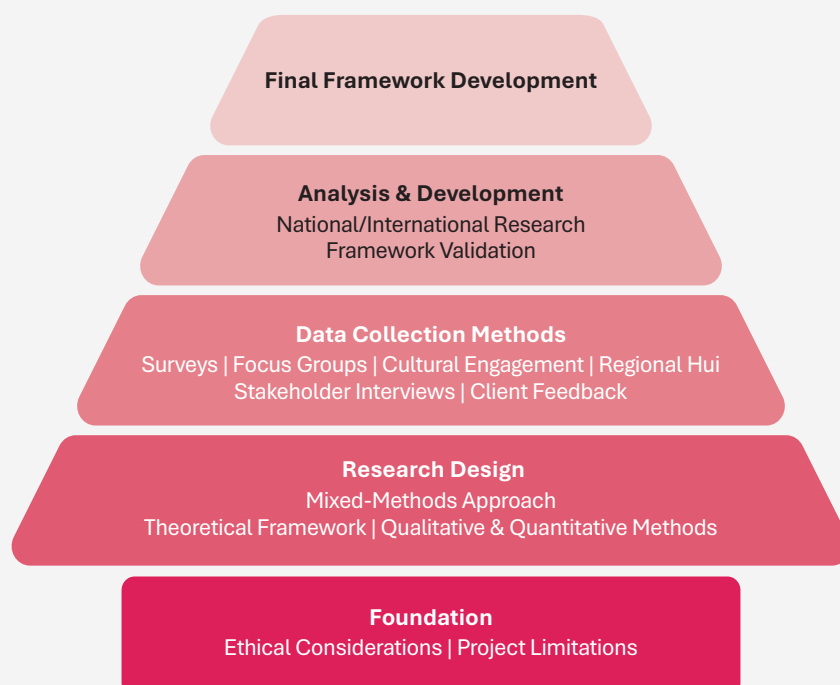 Final Framework Development
Analysis & Development
National/International Research
Framework Validation
Data Collection Methods
Surveys | Focus Groups | Cultural Engagement | Regional Hui
Stakeholder Interviews | Client Feedback
Research Design
Mixed-Methods Approach
Theoretical Framework | Qualitative & Quantitative Methods
Foundation
Ethical Considerations | Project Limitations